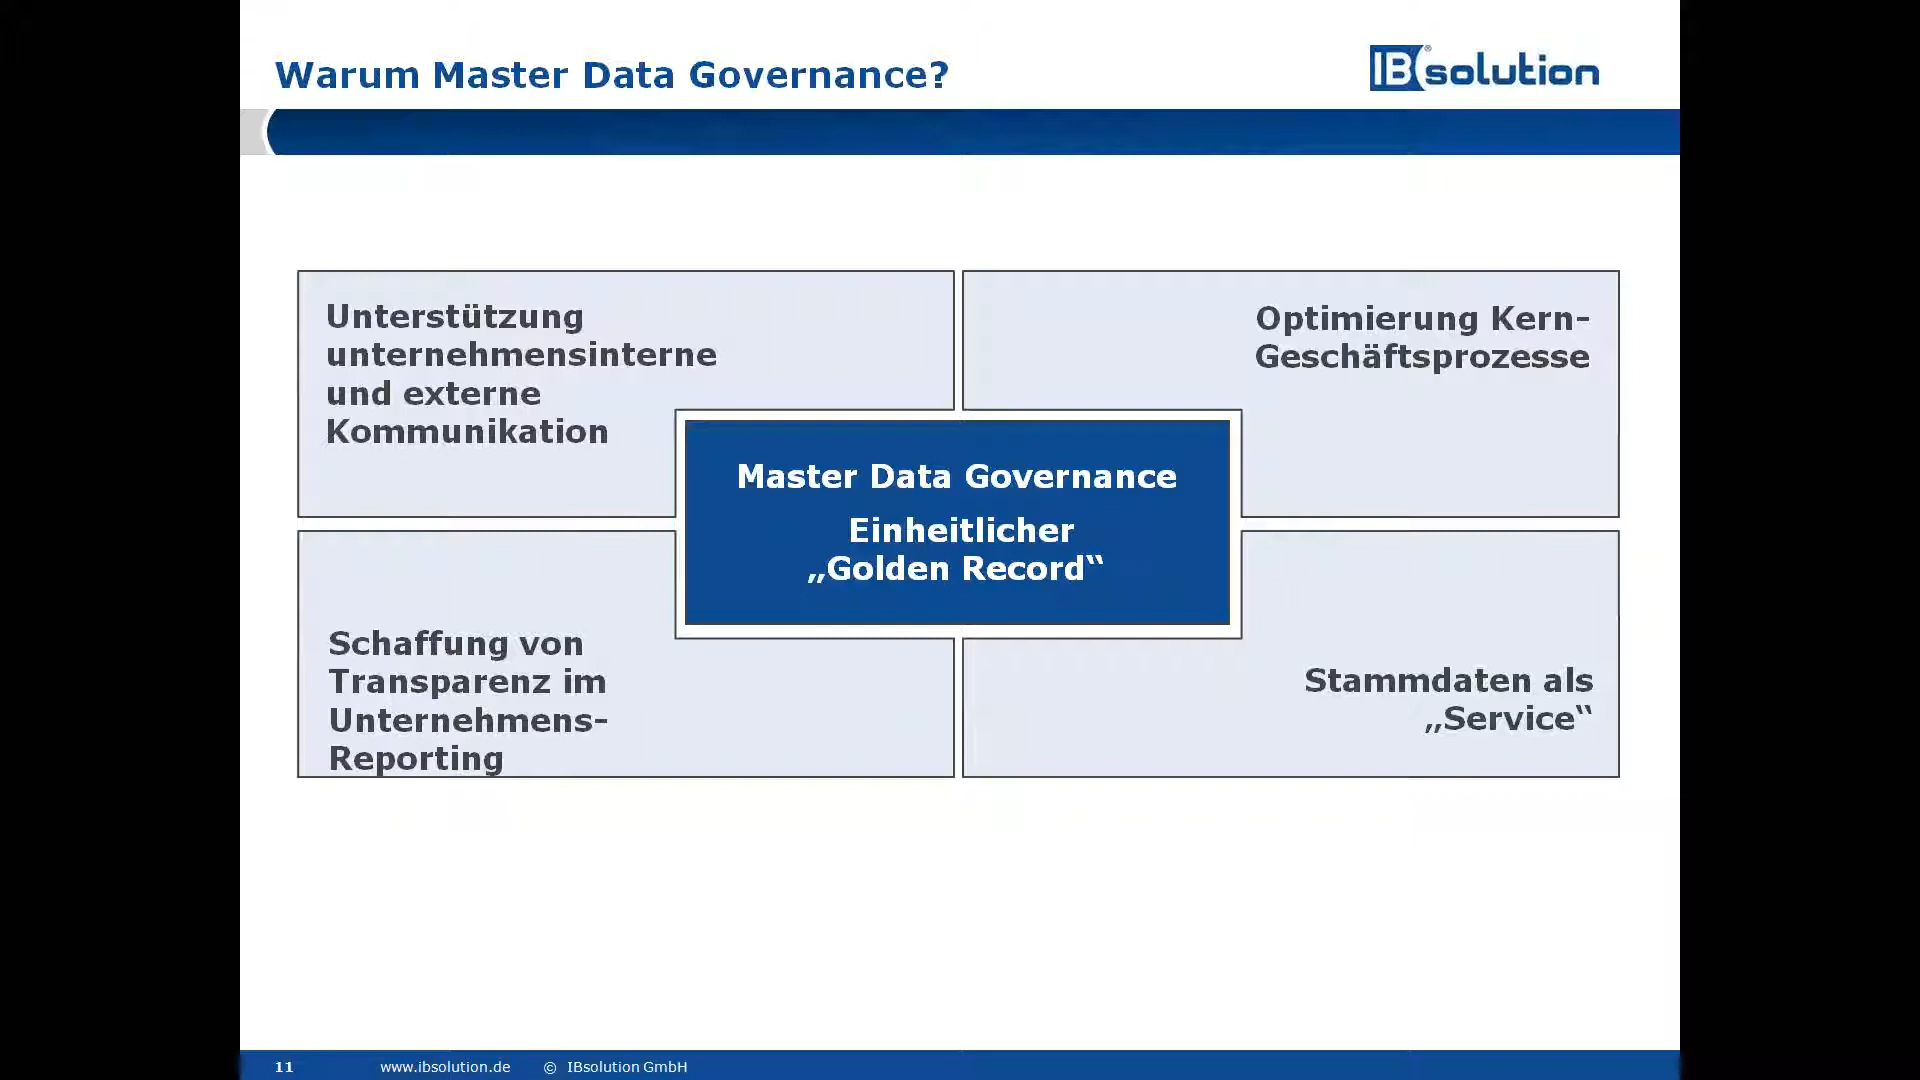 Warum Master Data Governance?
IBsolution®
Unterstützung
unternehmensinterne
und externe
Kommunikation
Optimierung Kern-
Geschäftsprozesse
Master Data Governance
Einheitlicher
„Golden Record“
Schaffung von
Transparenz im
Unternehmens-
Reporting
Stammdaten als
„Service“
11 www.ibsolution.de © IBsolution GmbH